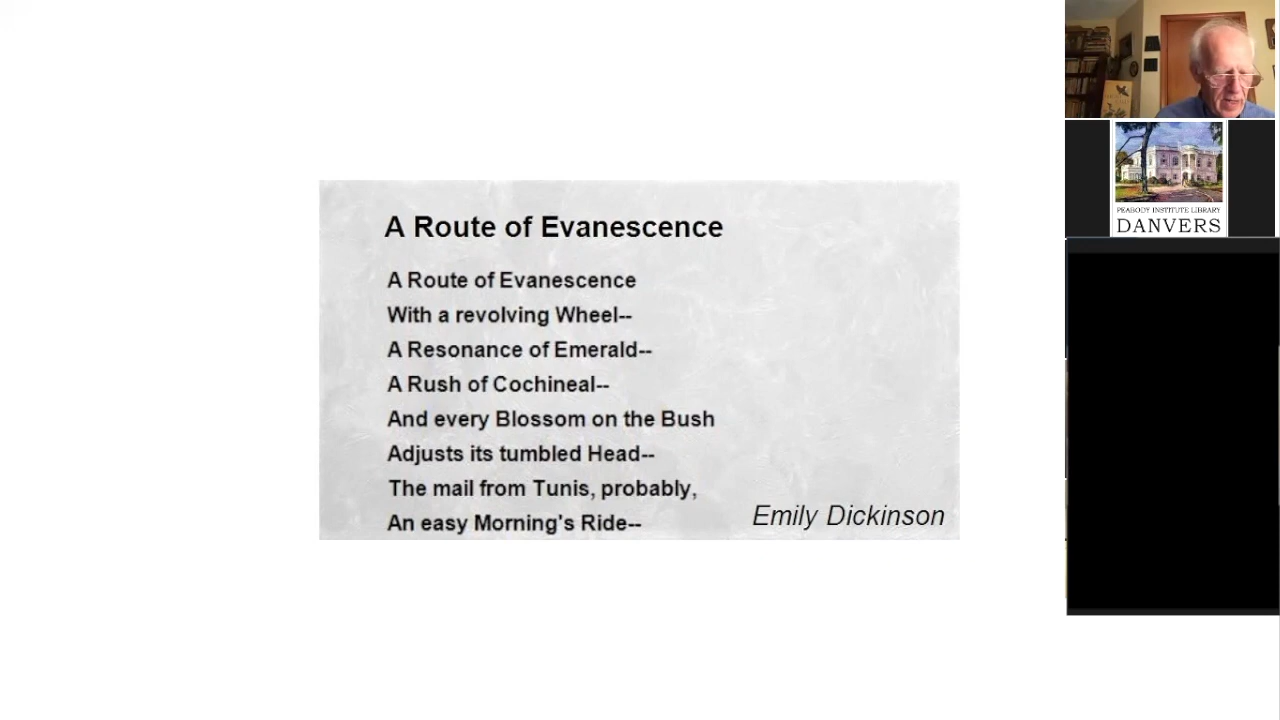 A Route of Evanescence
A Route of Evanescence
With a revolving Wheel--
A Resonance of Emerald--
A Rush of Cochineal--
And every Blossom on the Bush
Adjusts its tumbled Head--
The mail from Tunis, probably,
An easy Morning's Ride--
Emily Dickinson
PEABODY INSTITUTE LIBRARY
DANVERS